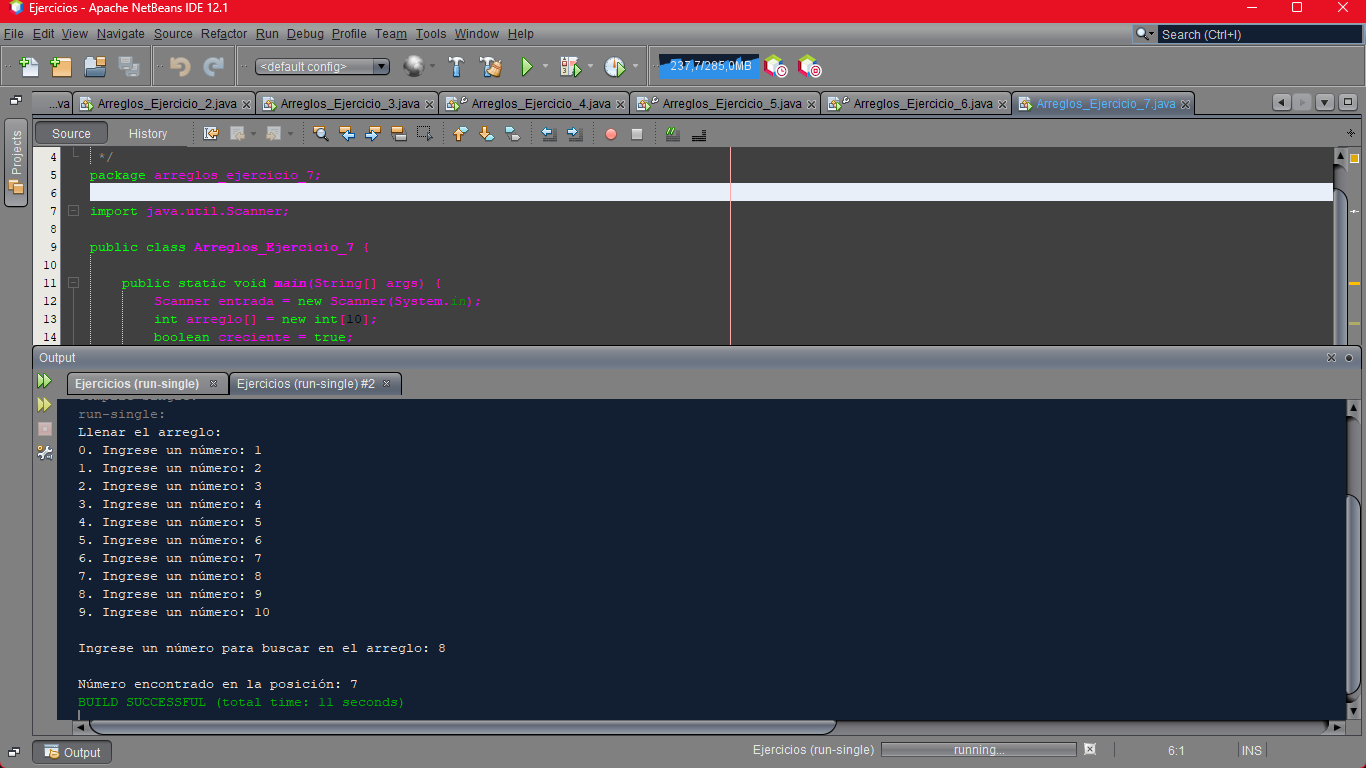 Ejercicios - Apache NetBeans IDE 12.1
File Edit View Navigate Source Refactor Run Debug Profile Team Tools Window Help
Search (Ctrl+I)
<default config>
237,7/285,0MB
...va Arreglos_Ejercicio_2.java Arreglos_Ejercicio_3.java Arreglos_Ejercicio_4.java Arreglos_Ejercicio_5.java Arreglos_Ejercicio_6.java Arreglos_Ejercicio_7.java
Projects
Source History
4 */
5 package arreglos_ejercicio_7;
6
7 import java.util.Scanner;
8
9 public class Arreglos_Ejercicio_7 {
10
11 public static void main(String[] args) {
12 Scanner entrada = new Scanner(System.in);
13 int arreglo[] = new int[10];
14 boolean creciente = true;
Output
Ejercicios (run-single) Ejercicios (run-single) #2
run-single:
Llenar el arreglo:
0. Ingrese un número: 1
1. Ingrese un número: 2
2. Ingrese un número: 3
3. Ingrese un número: 4
4. Ingrese un número: 5
5. Ingrese un número: 6
6. Ingrese un número: 7
7. Ingrese un número: 8
8. Ingrese un número: 9
9. Ingrese un número: 10
Ingrese un número para buscar en el arreglo: 8
Número encontrado en la posición: 7
BUILD SUCCESSFUL (total time: 11 seconds)
Output
Ejercicios (run-single) running... 6:1 INS